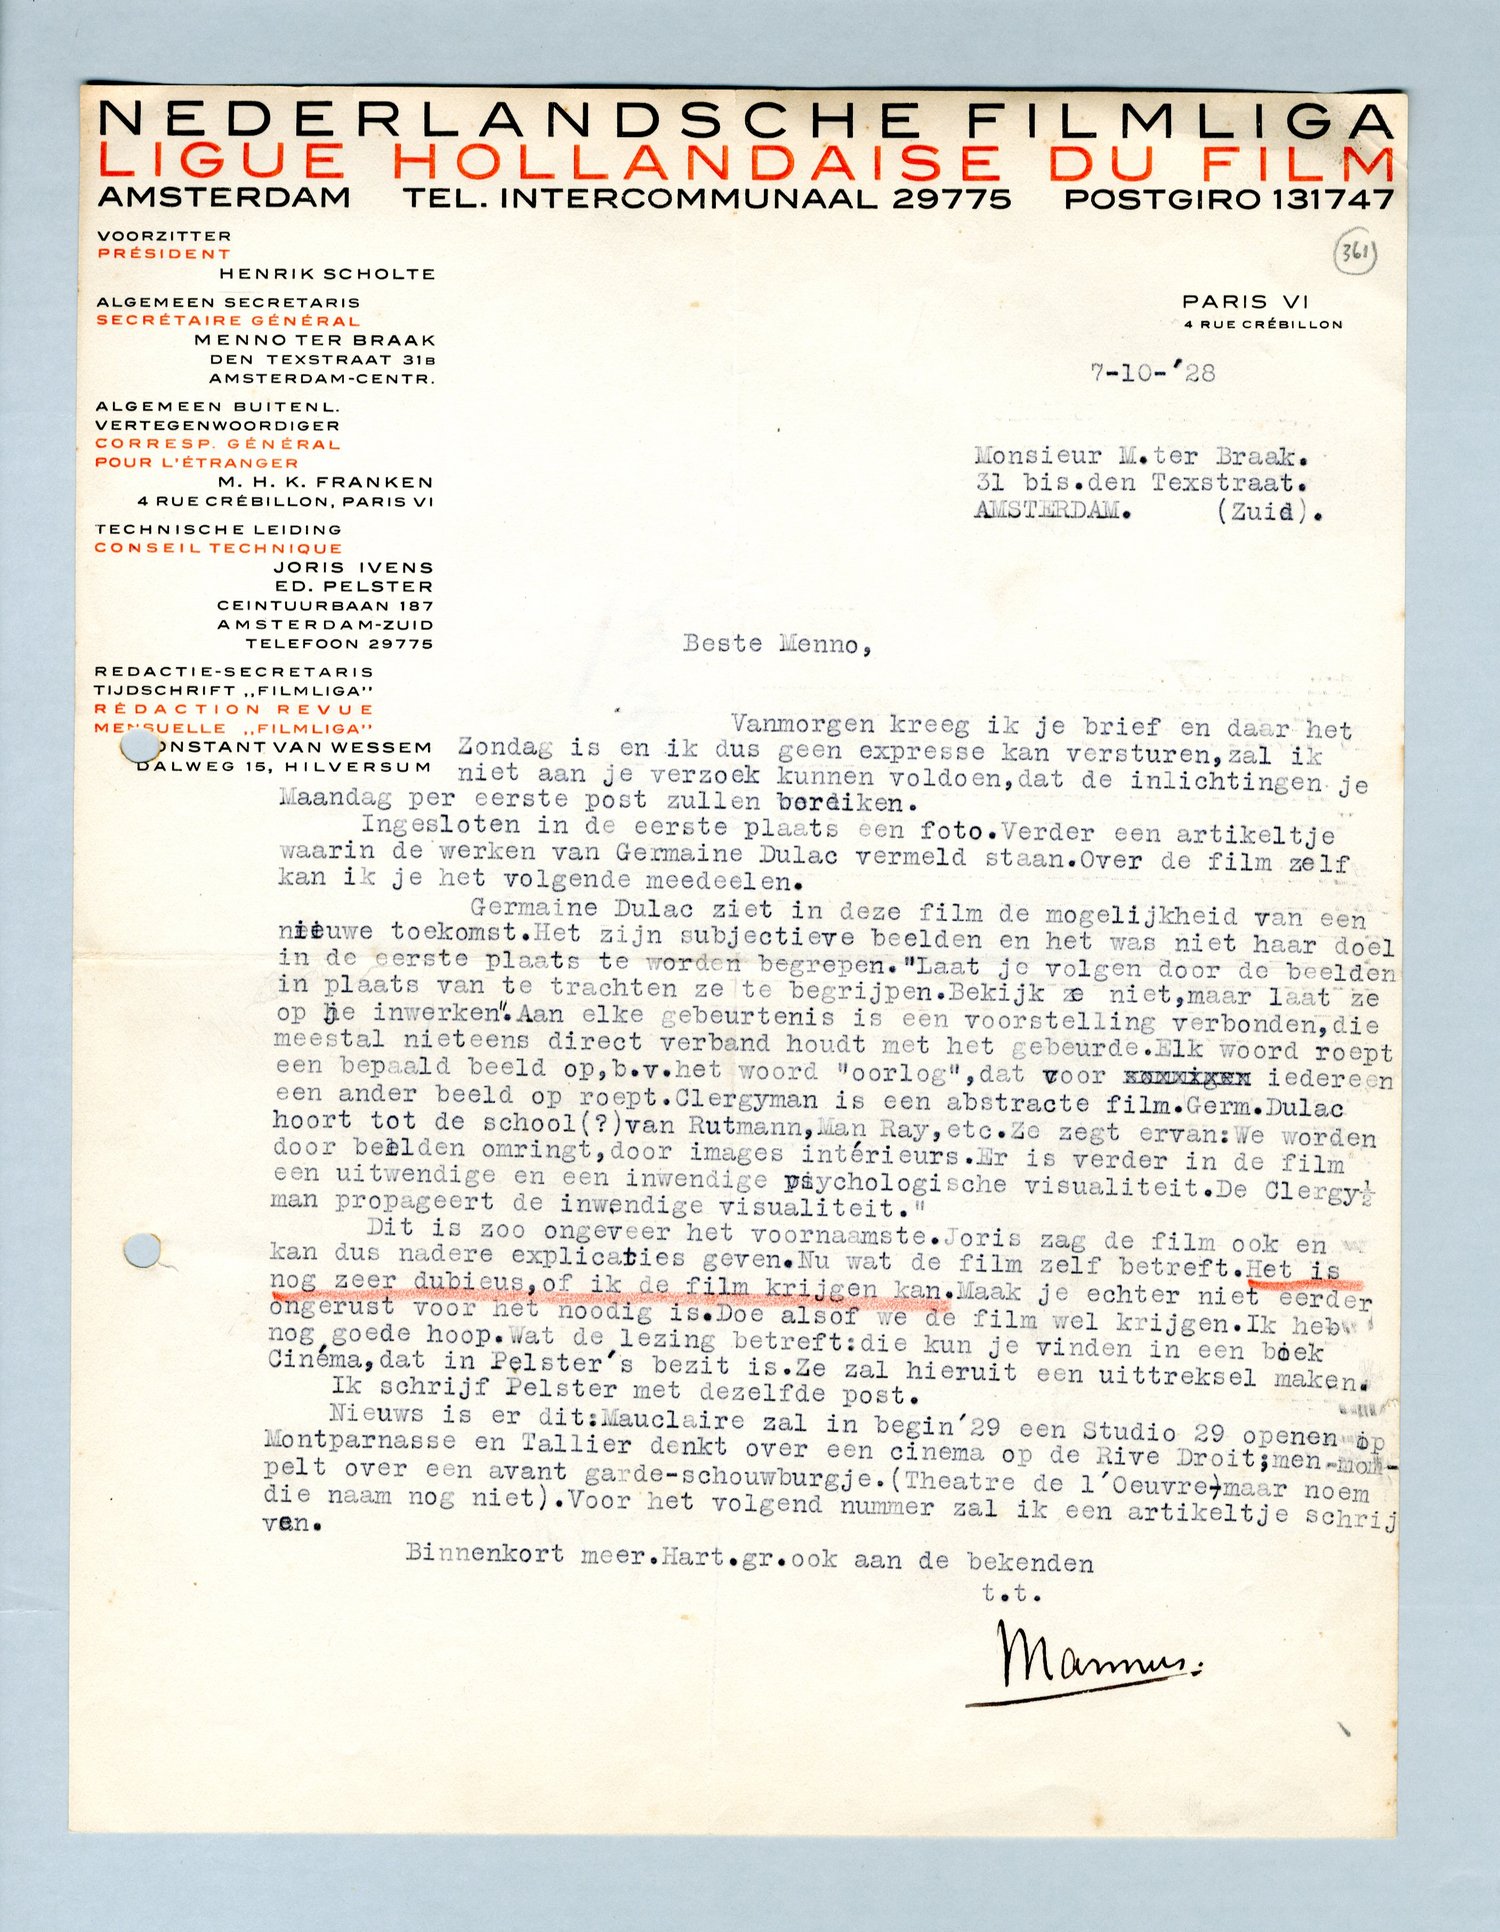 NEDERLANDSCHE FILMLIGA
LIGUE HOLLANDAISE DU FILM
AMSTERDAM TEL. INTERCOMMUNAAL 29775 POSTGIRO 131747
VOORZITTER
PRÉSIDENT
HENRIK SCHOLTE
ALGEMEEN SECRETARIS
SECRÉTAIRE GÉNÉRAL
MENNO TER BRAAK
DEN TEXSTRAAT 31B
AMSTERDAM-CENTR.
ALGEMEEN BUITENL.
VERTEGENWOORDIGER
CORRESP. GÉNÉRAL
POUR L'ÉTRANGER
M. H. K. FRANKEN
4 RUE CRÉBILLON, PARIS VI
TECHNISCHE LEIDING
CONSEIL TECHNIQUE
JORIS IVENS
ED. PELSTER
CEINTUURBAAN 187
AMSTERDAM-ZUID
TELEFOON 29775
REDACTIE-SECRETARIS
TIJDSCHRIFT „FILMLIGA''
RÉDACTION REVUE
MENSUELLE „FILMLIGA''
ONSTANT VAN WESSEM
DALWEG 15, HILVERSUM
361
PARIS VI
4 RUE CRÉBILLON
7-10-'28
Monsieur M.ter Braak.
31 bis.den Texstraat.
AMSTERDAM. (Zuid).
Beste Menno,
Vanmorgen kreeg ik je brief en daar het
Zondag is en ik dus geen expresse kan versturen,zal ik
niet aan je verzoek kunnen voldoen,dat de inlichtingen je
Maandag per eerste post zullen bereiken.
Ingesloten in de eerste plaats een foto.Verder een artikeltje
waarin de werken van Germaine Dulac vermeld staan.Over de film zelf
kan ik je het volgende meedeelen.
Germaine Dulac ziet in deze film de mogelijkheid van een
nieuwe toekomst.Het zijn subjectieve beelden en het was niet haar doel
in de eerste plaats te worden begrepen."Laat je volgen door de beelden
in plaats van te trachten ze te begrijpen.Bekijk ze niet,maar laat ze
op je inwerken".Aan elke gebeurtenis is een voorstelling verbonden,die
meestal nieteens direct verband houdt met het gebeurde.Elk woord roept
een bepaald beeld op,b.v.het woord "oorlog",dat voor iedereen
een ander beeld op roept.Clergyman is een abstracte film.Germ.Dulac
hoort tot de school(?)van Rutmann,Man Ray,etc.Ze zegt ervan:We worden
door beelden omringt,door images intérieurs.Er is verder in de film
een uitwendige en een inwendige psychologische visualiteit.De Clergy½
man propageert de inwendige visualiteit."
Dit is zoo ongeveer het voornaamste.Joris zag de film ook en
kan dus nadere explicaties geven.Nu wat de film zelf betreft.Het is
nog zeer dubieus,of ik de film krijgen kan.Maak je echter niet eerder
ongerust voor het noodig is.Doe alsof we de film wel krijgen.Ik heb
nog goede hoop.Wat de lezing betreft:die kun je vinden in een boek
Cinéma,dat in Pelster's bezit is.Ze zal hieruit een uittreksel maken.
Ik schrijf Pelster met dezelfde post.
Nieuws is er dit:Mauclaire zal in begin'29 een Studio 29 openen op
Montparnasse en Tallier denkt over een cinema op de Rive Droit;men mom-
pelt over een avant garde-schouwburgje.(Theatre de l'Oeuvre)maar noem
die naam nog niet).Voor het volgend nummer zal ik een artikeltje schrij
ven.
Binnenkort meer.Hart.gr.ook aan de bekenden
t.t.
Mannus.